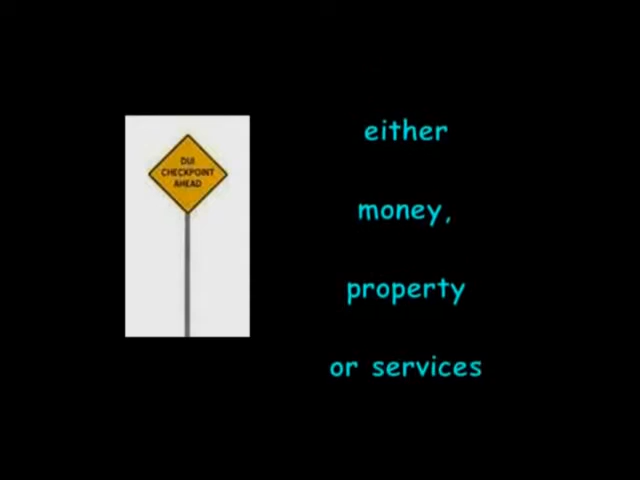 DUI
CHECKPOINT
AHEAD
either
money,
property
or services